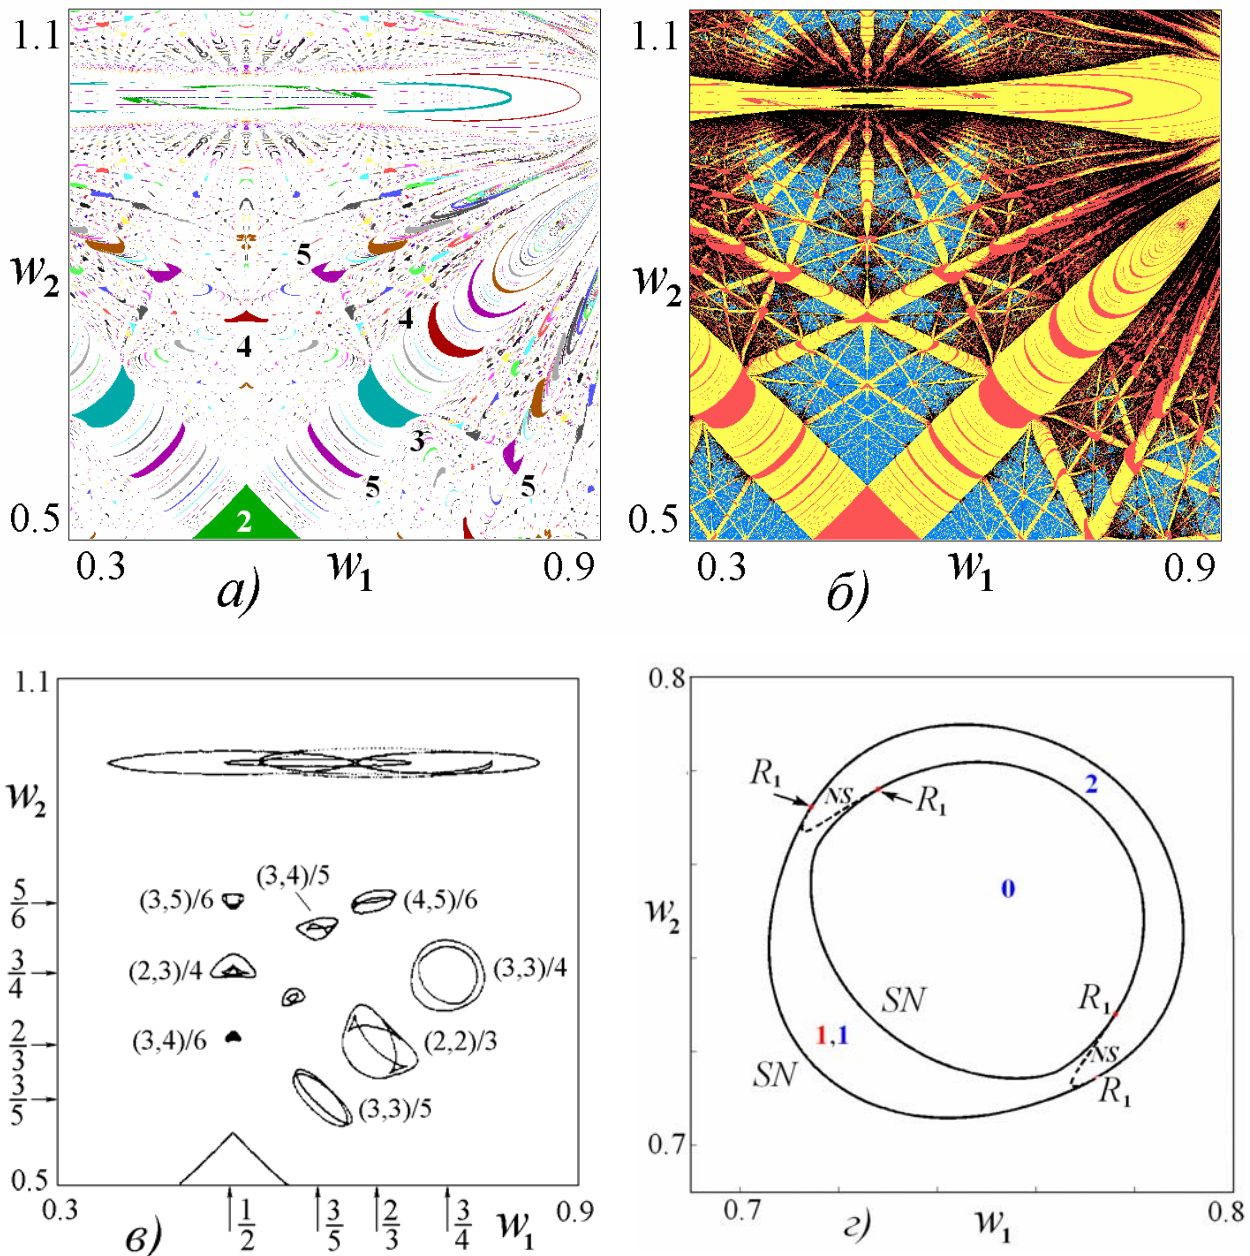 1.1
w₂
0.5
5
4
4
3
5
5
2
0.3
w₁
0.9
а)
1.1
w₂
0.5
0.3
w₁
0.9
б)
1.1
w₂
5/6
3/4
2/3
3/5
0.5
(3,4)/5
(3,5)/6
(4,5)/6
(2,3)/4
(3,3)/4
(3,4)/6
(2,2)/3
(3,3)/5
0.3
1/2
3/5
2/3
3/4
w₁
0.9
в)
0.8
w₂
0.7
R₁
NS
R₁
2
0
SN
R₁
1,1
NS
SN
R₁
0.7
w₁
0.8
г)